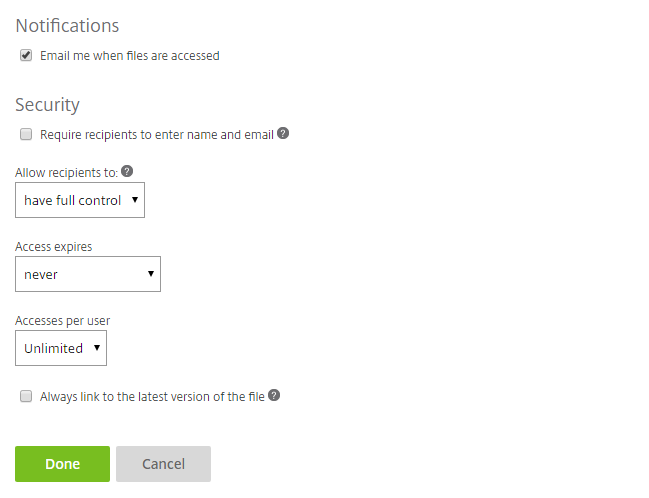 Notifications
Email me when files are accessed
Security
Require recipients to enter name and email ?
Allow recipients to: ?
have full control
Access expires
never
Accesses per user
Unlimited
Always link to the latest version of the file ?
Done Cancel